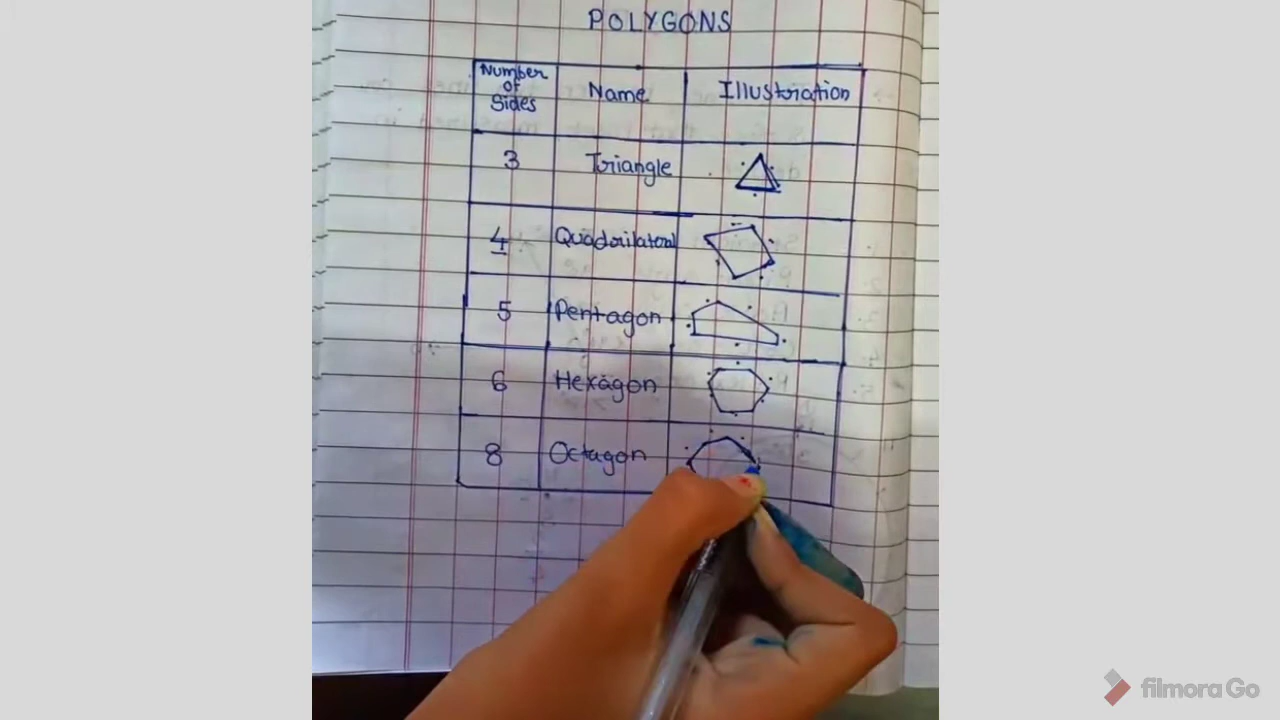 POLYGONS
Number
of
Sides
Name
Illustration
3 Triangle
4 Quadrilateral
5 Pentagon
6 Hexagon
8 Octagon
filmora Go